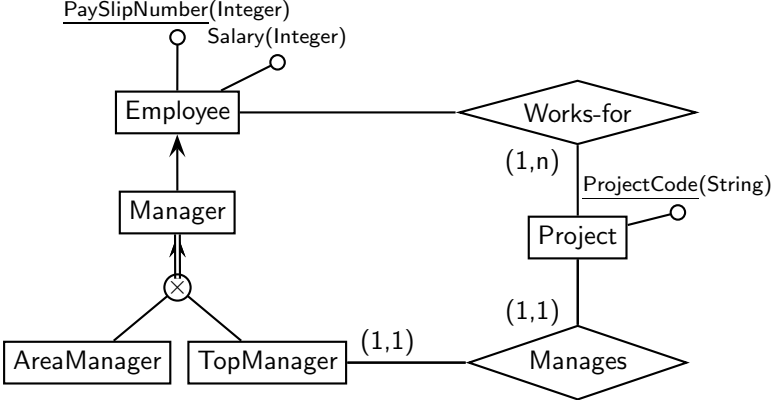 PaySlipNumber(Integer)
Salary(Integer)
Employee
Works-for
(1,n)
ProjectCode(String)
Manager
Project
×
(1,1)
(1,1)
AreaManager
TopManager
Manages